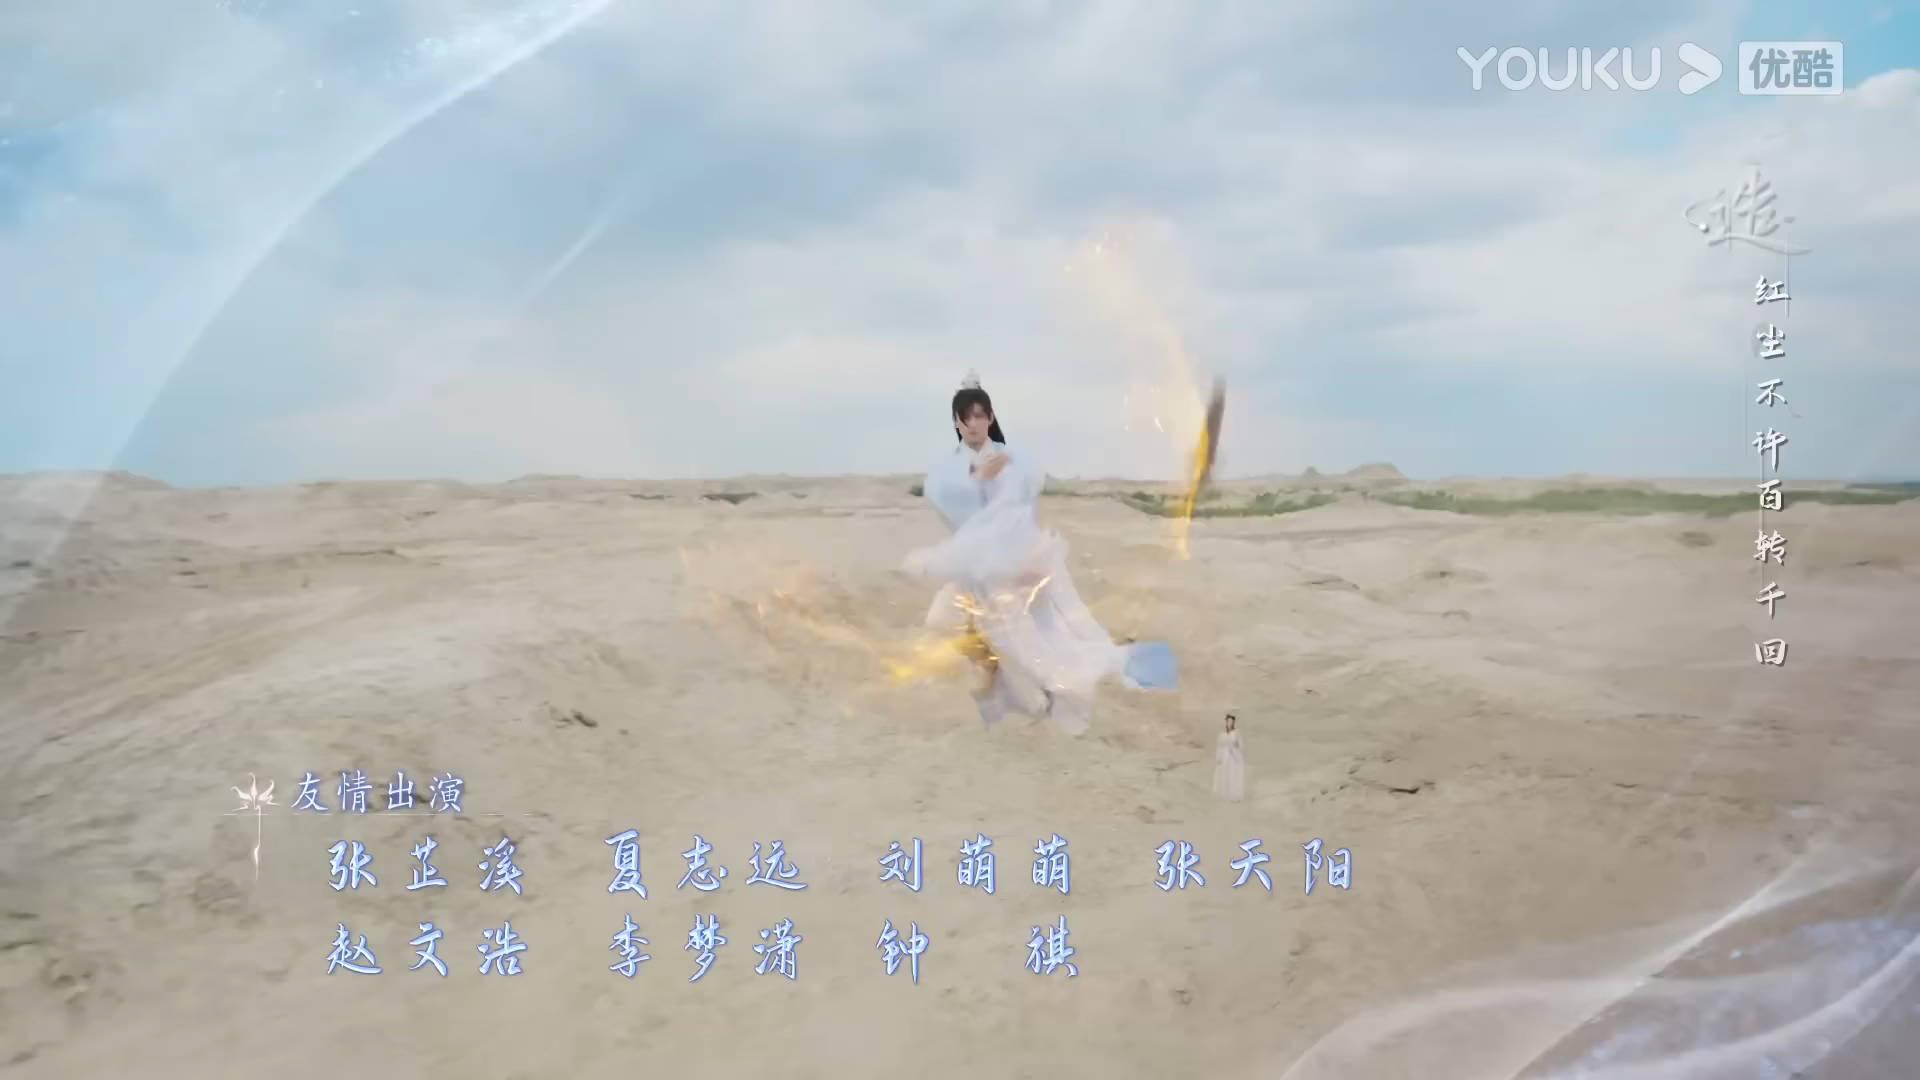 YOUKU 优酷
造
红尘不许百转千回
友情出演
张芷溪 夏志远 刘萌萌 张天阳
赵文浩 李梦潇 钟祺